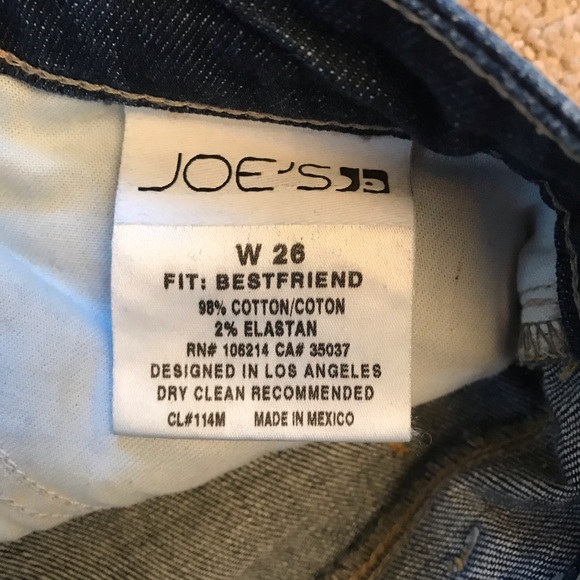 JOE'S
W 26
FIT: BESTFRIEND
98% COTTON/COTON
2% ELASTAN
RN# 106214 CA# 35037
DESIGNED IN LOS ANGELES
DRY CLEAN RECOMMENDED
CL#114M MADE IN MEXICO